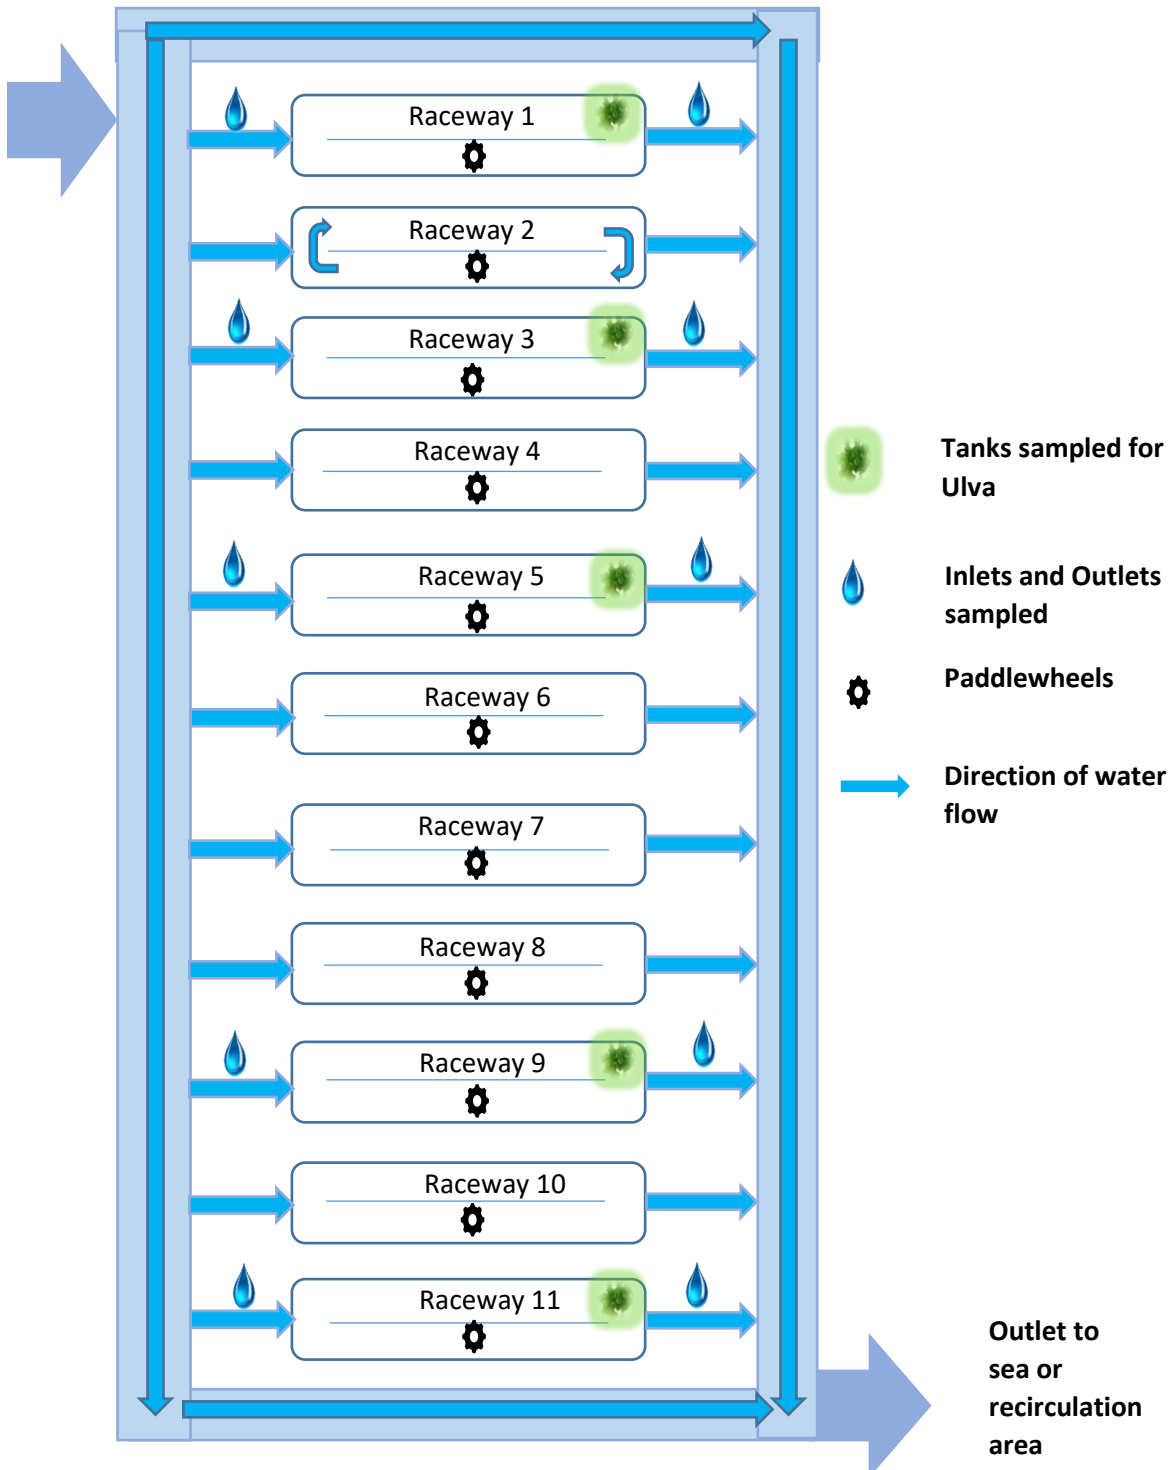 Raceway 1
Raceway 2
Raceway 3
Raceway 4
Raceway 5
Raceway 6
Raceway 7
Raceway 8
Raceway 9
Raceway 10
Raceway 11
Tanks sampled for
Ulva
Inlets and Outlets
sampled
Paddlewheels
Direction of water
flow
Outlet to
sea or
recirculation
area